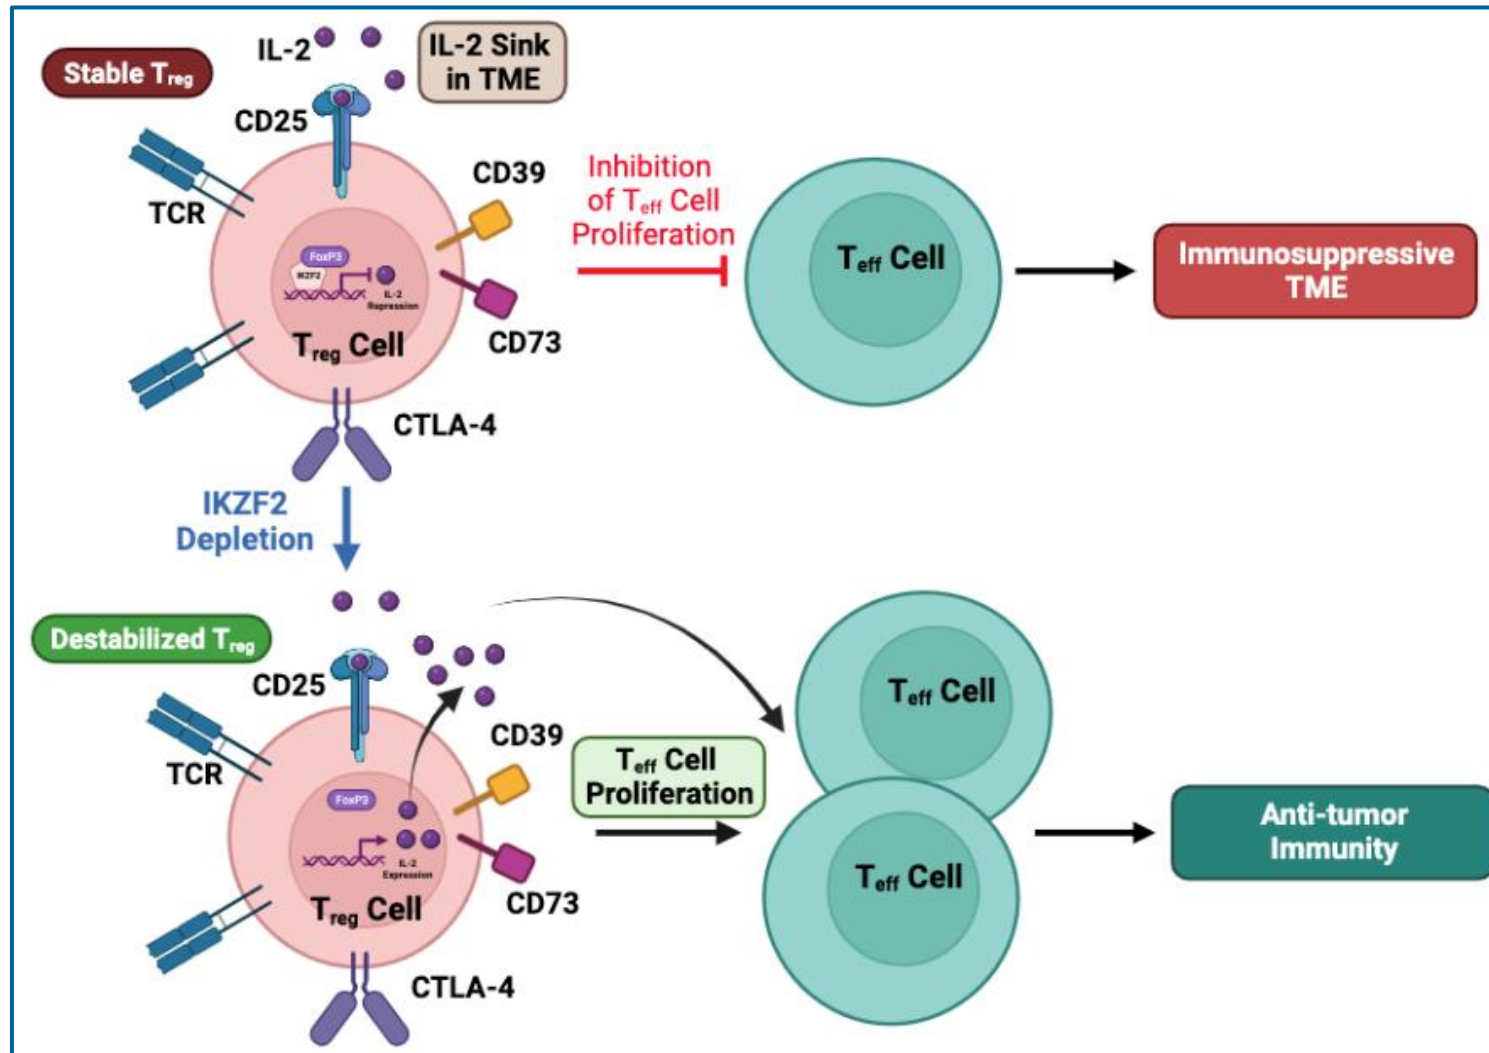 Stable Treg
IL-2
IL-2 Sink
in TME
CD25
TCR
CD39
CD73
FoxP3
IKZF2
IL-2
Repression
Treg Cell
CTLA-4
Inhibition
of Teff Cell
Proliferation
Teff Cell
Immunosuppressive
TME
IKZF2
Depletion
Destabilized Treg
CD25
TCR
CD39
CD73
FoxP3
IL-2
Expression
Treg Cell
CTLA-4
Teff Cell
Proliferation
Teff Cell
Teff Cell
Anti-tumor
Immunity